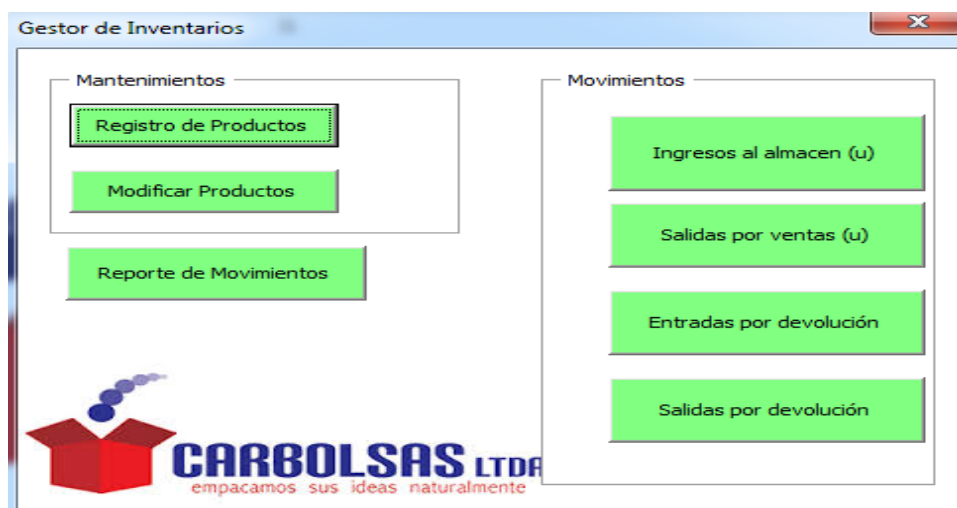 Gestor de Inventarios
Mantenimientos
Registro de Productos
Modificar Productos
Reporte de Movimientos
Movimientos
Ingresos al almacen (u)
Salidas por ventas (u)
Entradas por devolución
Salidas por devolución
CARBOLSAS LTDA
empacamos sus ideas naturalmente